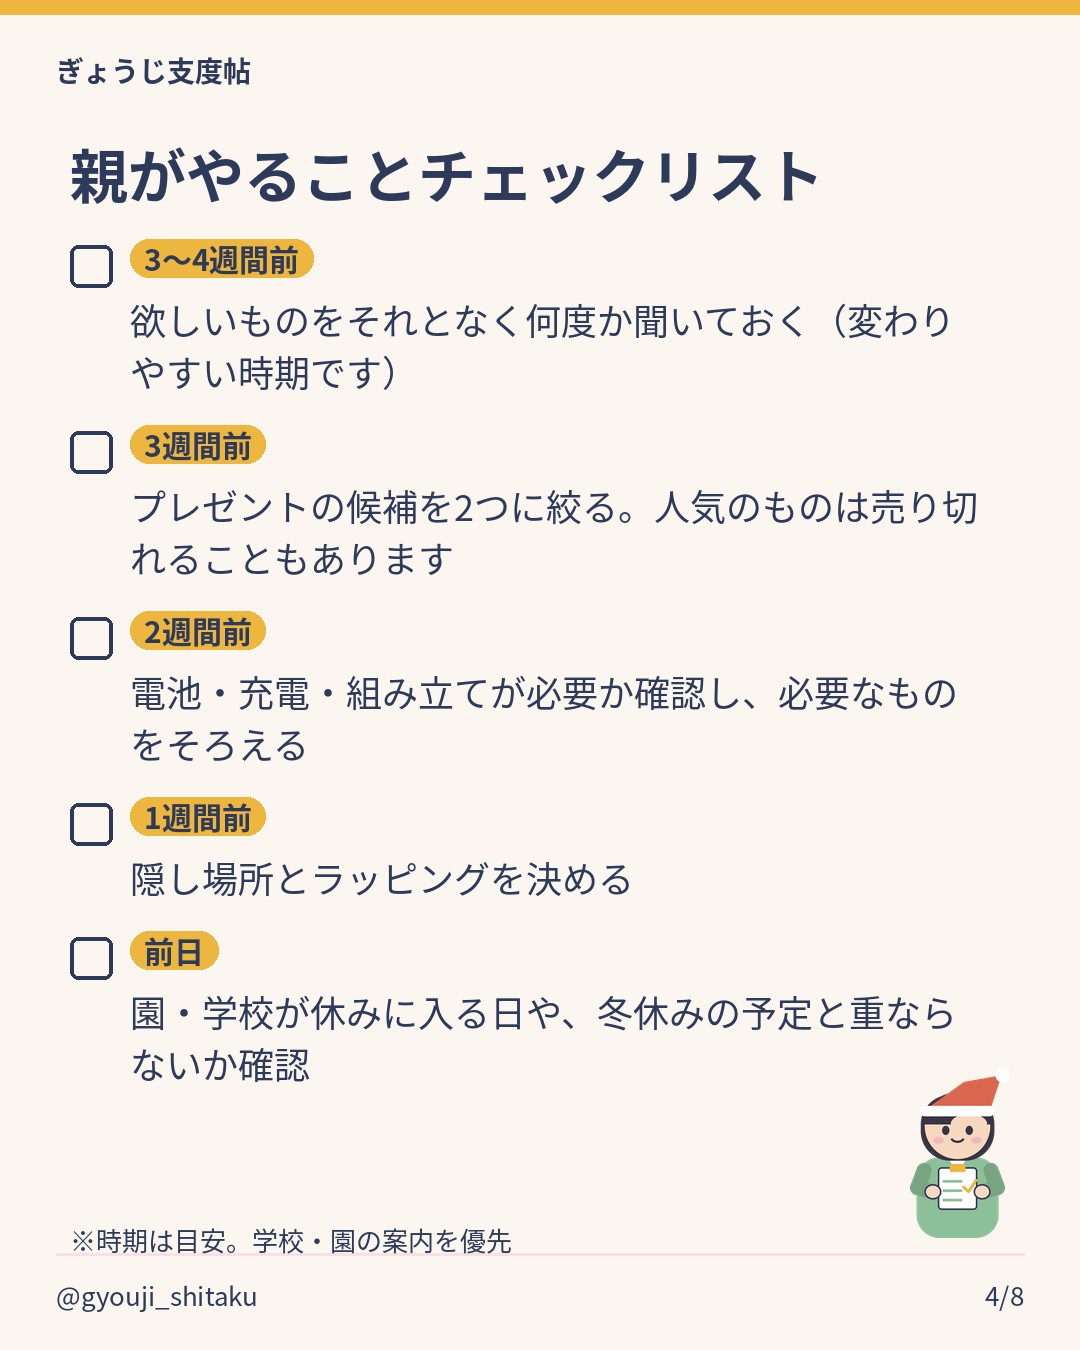 ぎょうじ支度帖
親がやることチェックリスト
3〜4週間前
欲しいものをそれとなく何度か聞いておく（変わり
やすい時期です）
3週間前
プレゼントの候補を2つに絞る。人気のものは売り切
れることもあります
2週間前
電池・充電・組み立てが必要か確認し、必要なもの
をそろえる
1週間前
隠し場所とラッピングを決める
前日
園・学校が休みに入る日や、冬休みの予定と重なら
ないか確認
※時期は目安。学校・園の案内を優先
@gyouji_shitaku
4/8